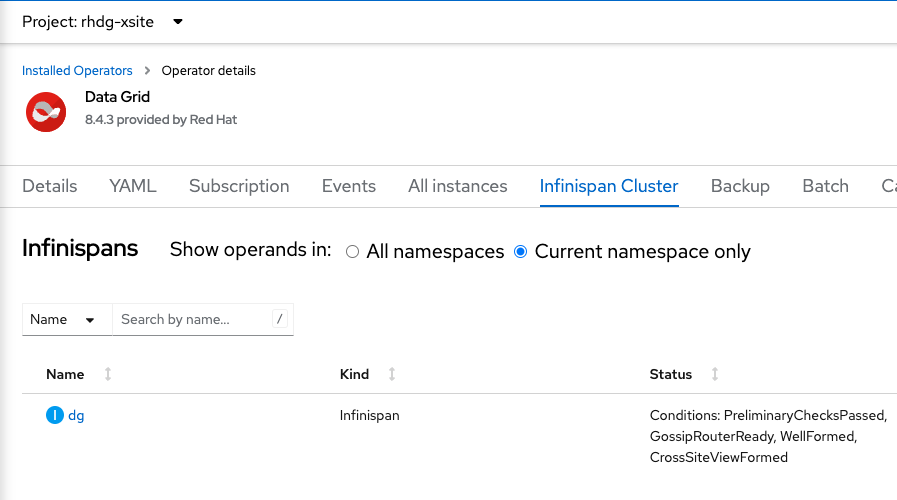 Project: rhdg-xsite
Installed Operators > Operator details
Data Grid
8.4.3 provided by Red Hat
Details YAML Subscription Events All instances Infinispan Cluster Backup Batch Ca
Infinispans Show operands in: All namespaces Current namespace only
Name Search by name... /
Name Kind Status
I dg Infinispan Conditions: PreliminaryChecksPassed,
GossipRouterReady, WellFormed,
CrossSiteViewFormed